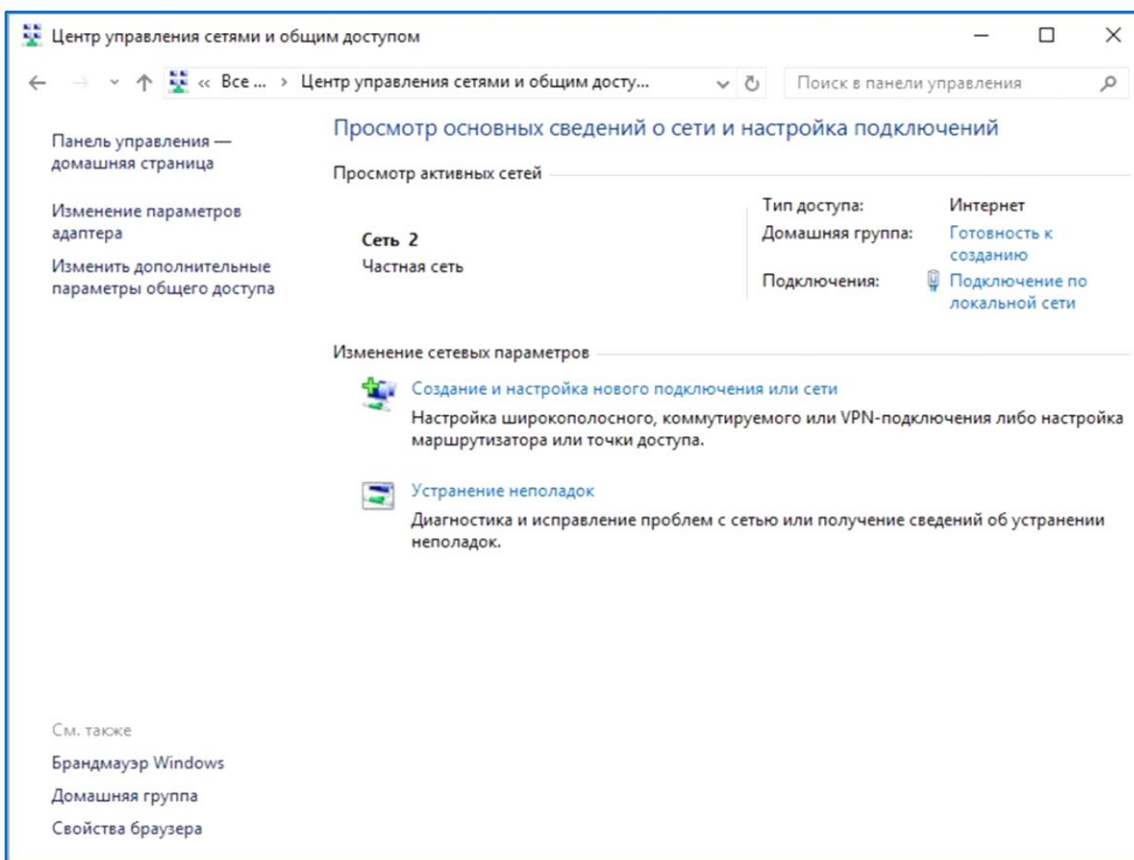 Центр управления сетями и общим доступом
« Все ... › Центр управления сетями и общим досту...
Поиск в панели управления
Панель управления —
домашняя страница
Изменение параметров
адаптера
Изменить дополнительные
параметры общего доступа
Просмотр основных сведений о сети и настройка подключений
Просмотр активных сетей
Сеть 2
Частная сеть
Тип доступа: Интернет
Домашняя группа: Готовность к
созданию
Подключения: Подключение по
локальной сети
Изменение сетевых параметров
Создание и настройка нового подключения или сети
Настройка широкополосного, коммутируемого или VPN-подключения либо настройка
маршрутизатора или точки доступа.
Устранение неполадок
Диагностика и исправление проблем с сетью или получение сведений об устранении
неполадок.
См. также
Брандмауэр Windows
Домашняя группа
Свойства браузера